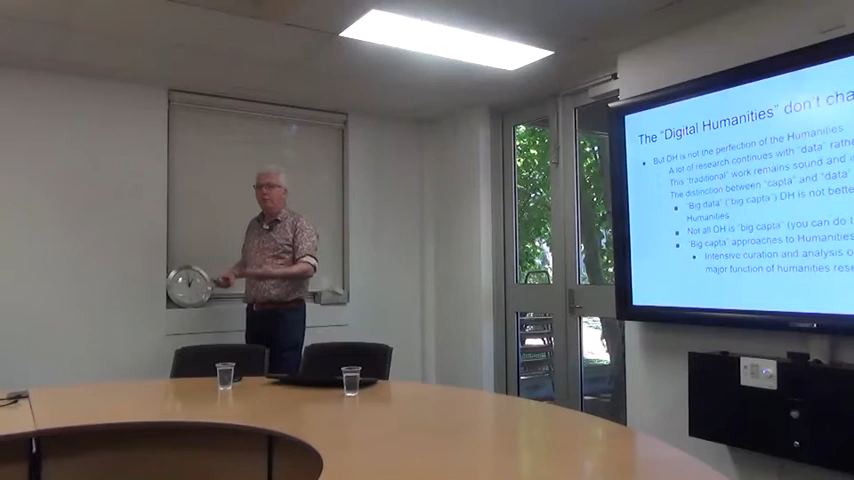 The "Digital Humanities" don't cha
But DH is not the perfection of the Humanities
A lot of research continues with "data" rathe
This "traditional" work remains sound and
The distinction between "capta" and "data"
"Big data" ("big capta") DH is not bette
Humanities
Not all DH is "big capta" (you can do
"Big capta" approaches to Humanities
Intensive curation and analysis o
major function in humanities rese